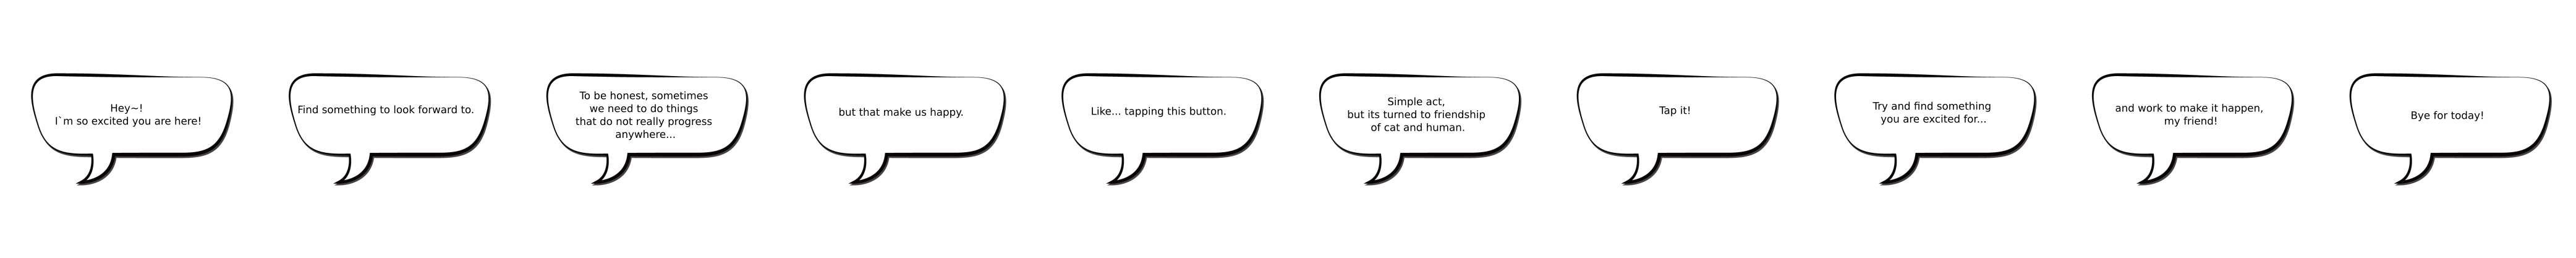 Hey~!
I`m so excited you are here!
Find something to look forward to.
To be honest, sometimes
we need to do things
that do not really progress
anywhere...
but that make us happy.
Like... tapping this button.
Simple act,
but its turned to friendship
of cat and human.
Tap it!
Try and find something
you are excited for...
and work to make it happen,
my friend!
Bye for today!